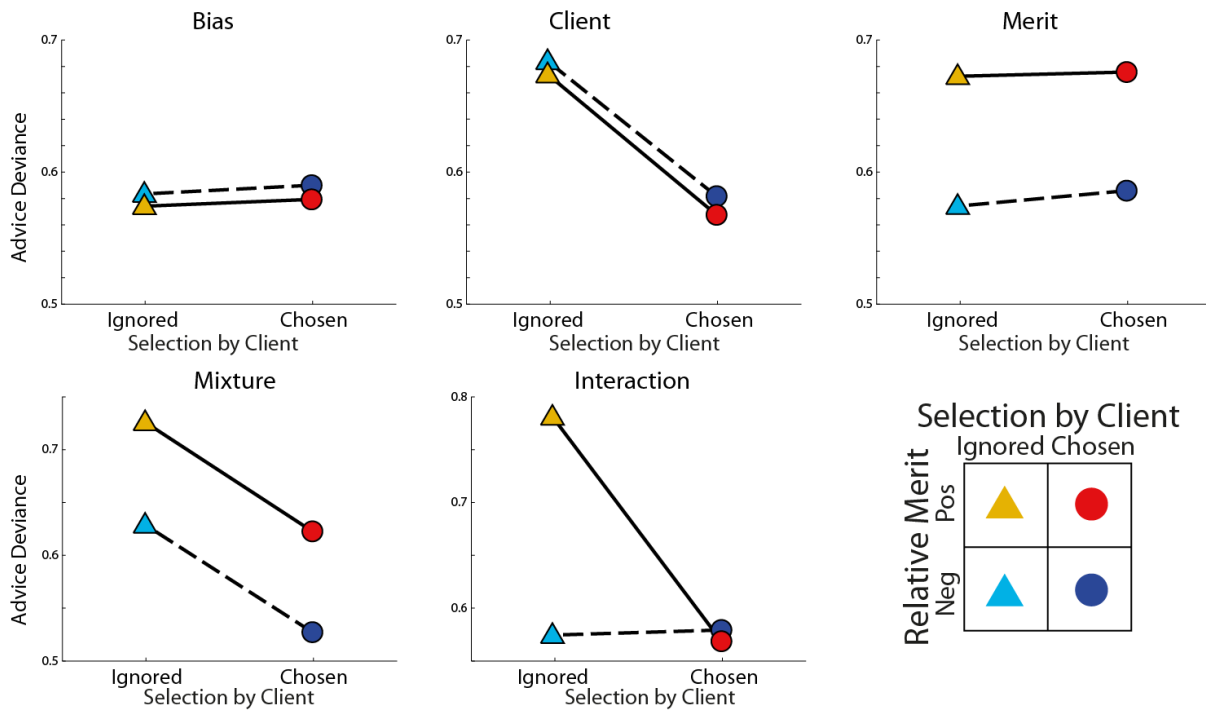 Bias
0.7
0.6
0.5
Advice Deviance
Ignored Chosen
Selection by Client
Client
0.7
0.6
0.5
Ignored Chosen
Selection by Client
Merit
0.7
0.6
0.5
Ignored Chosen
Selection by Client
Mixture
0.7
0.6
0.5
Advice Deviance
Ignored Chosen
Selection by Client
Interaction
0.8
0.7
0.6
Ignored Chosen
Selection by Client
Selection by Client
Ignored Chosen
Relative Merit
Pos
Neg